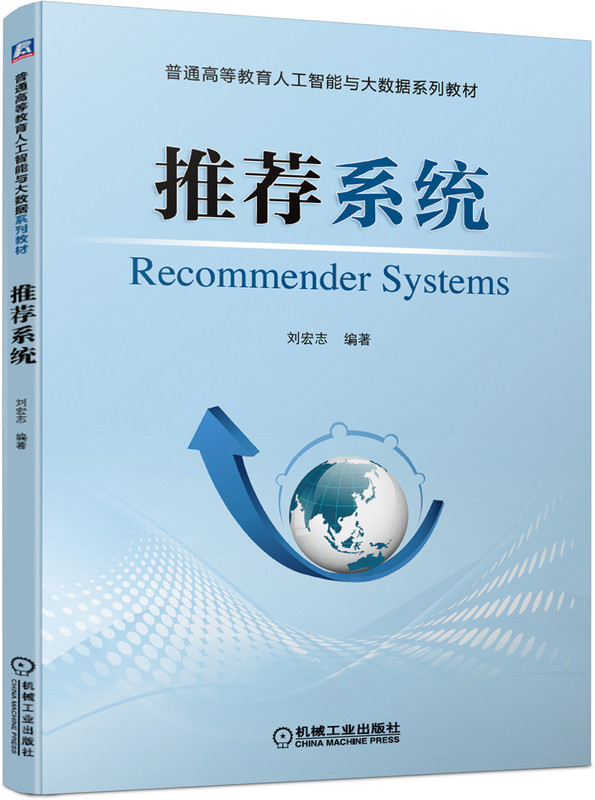 普通高等教育人工智能与大数据系列教材
推荐系统
Recommender Systems
刘宏志 编著
机械工业出版社
CHINA MACHINE PRESS
普通高等教育人工智能与大数据系列教材
推荐系统
刘宏志 编著
机械工业出版社
CHINA MACHINE PRESS